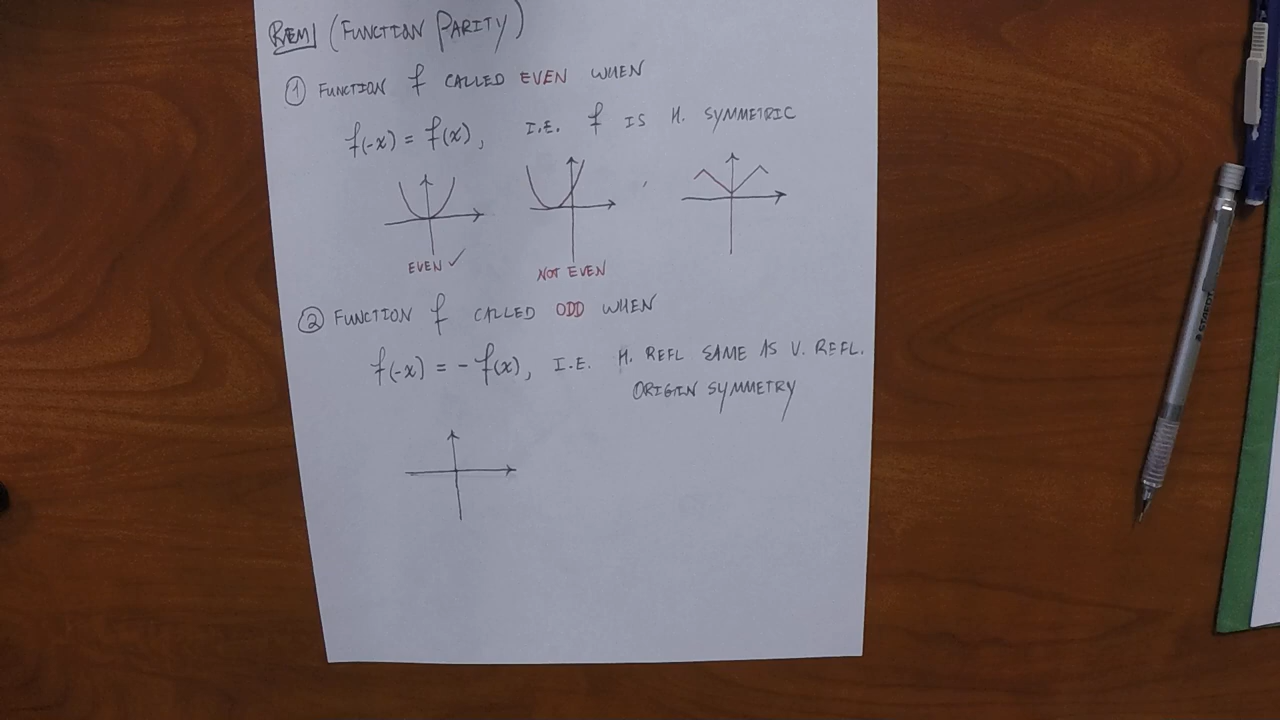 REM (FUNCTION PARITY)
① FUNCTION f CALLED EVEN WHEN
f(-x) = f(x), I.E. f IS H. SYMMETRIC
EVEN ✓
NOT EVEN
② FUNCTION f CALLED ODD WHEN
f(-x) = - f(x), I.E. H. REFL SAME AS V. REFL.
ORIGIN SYMMETRY